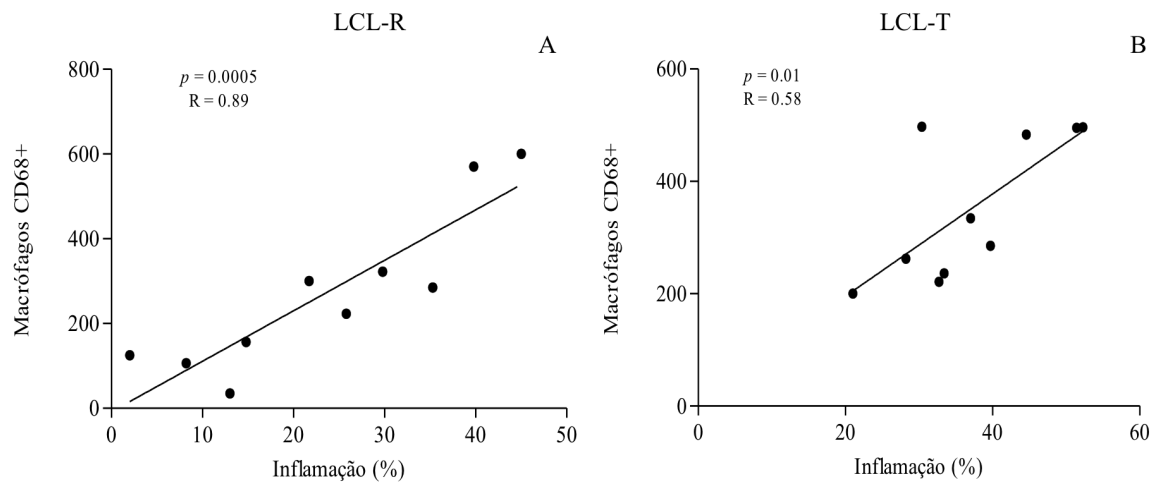 LCL-R
A
p = 0.0005
R = 0.89
Macrófagos CD68+
800
600
400
200
0
0 10 20 30 40 50
Inflamação (%)
LCL-T
B
p = 0.01
R = 0.58
Macrófagos CD68+
600
400
200
0
0 20 40 60
Inflamação (%)